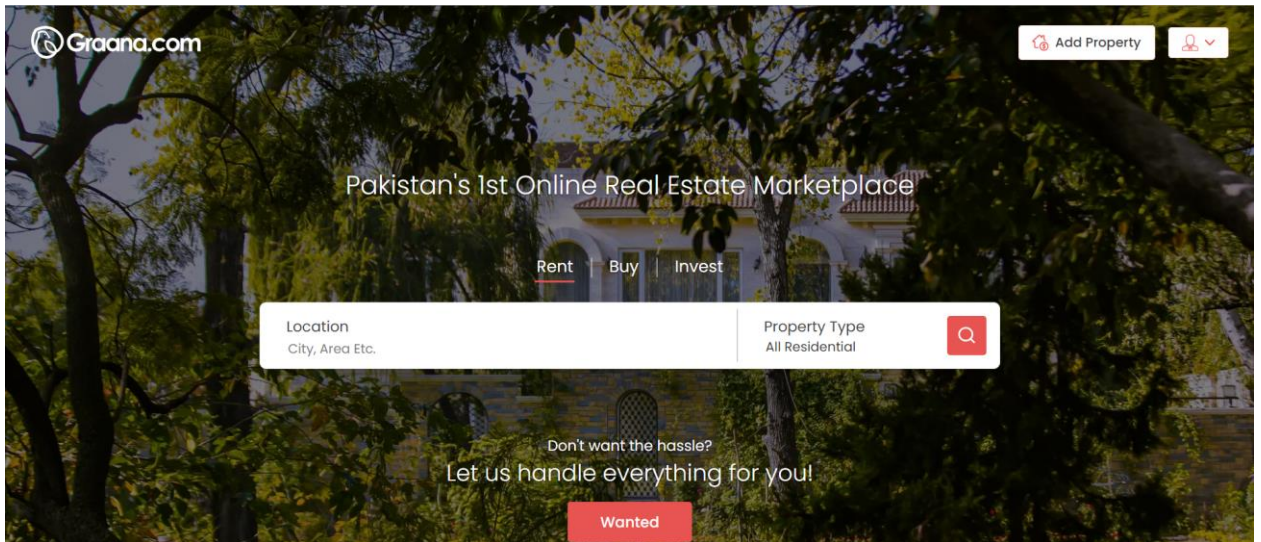 Graana.com
Add Property
Pakistan's 1st Online Real Estate Marketplace
Rent | Buy | Invest
Location
City, Area Etc.
Property Type
All Residential
Don't want the hassle?
Let us handle everything for you!
Wanted